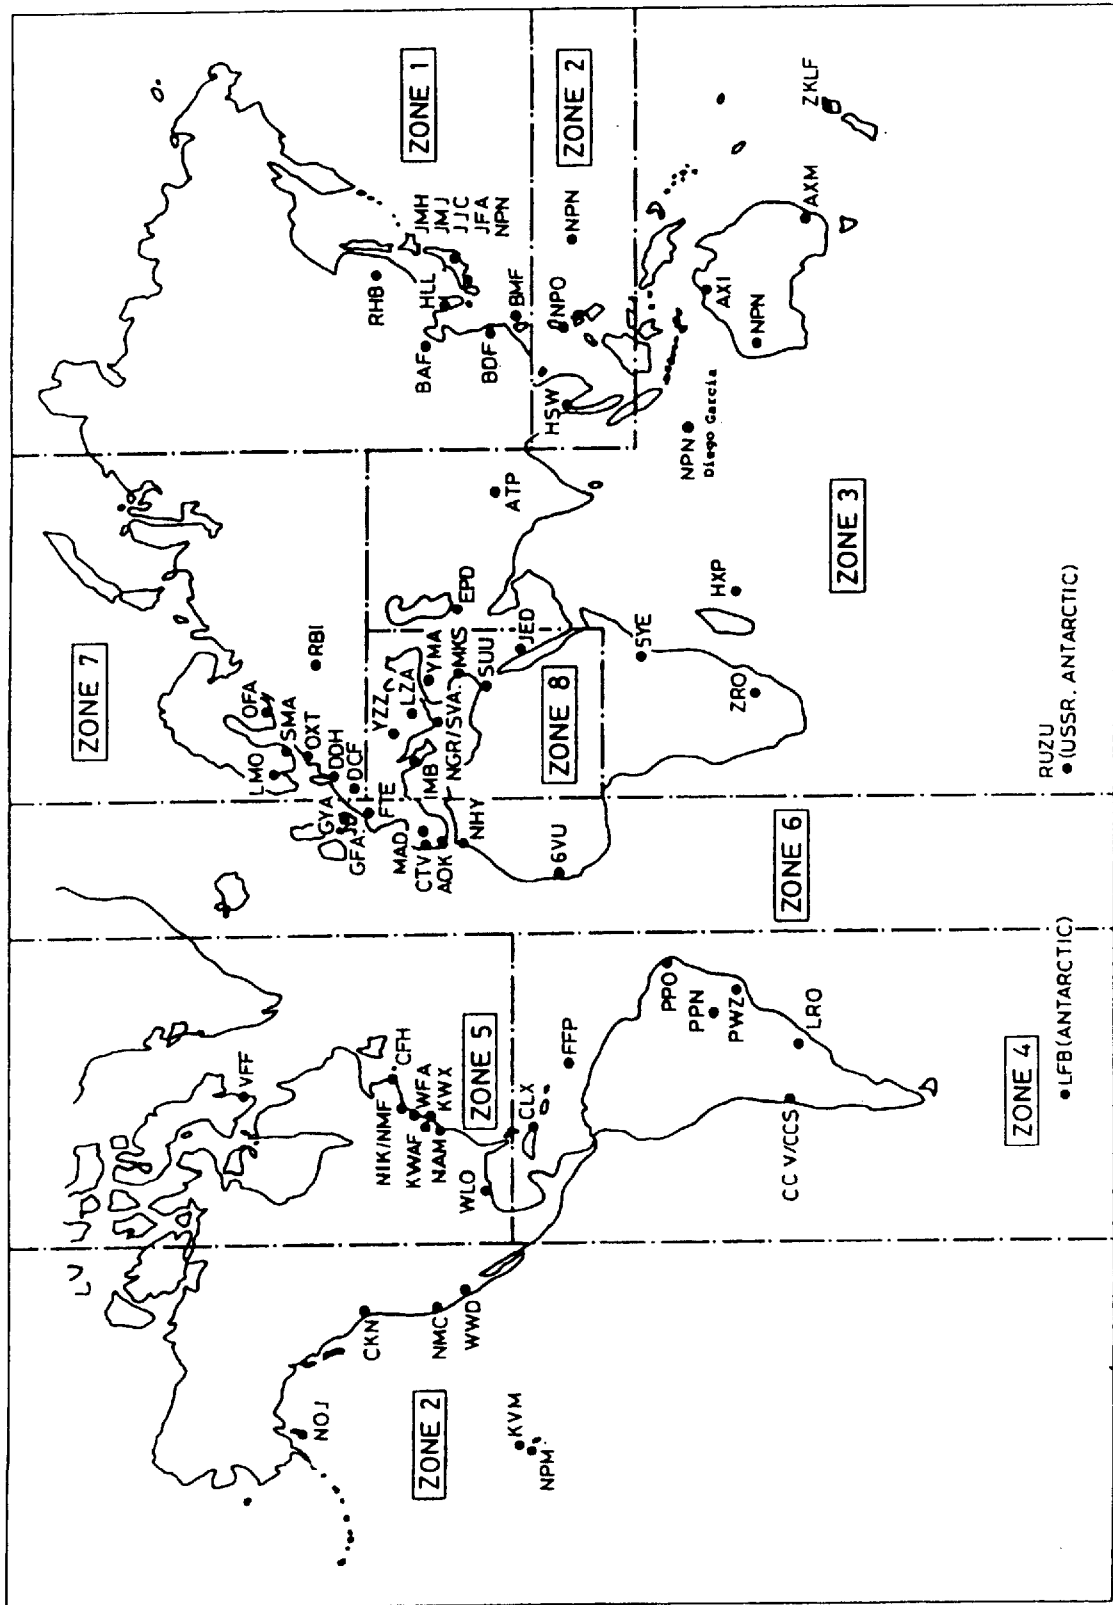 ZONE 1
ZONE 2
ZKLF
JMH
JMJ
JJC
JFA
NPN
RHB
HLL
BAF
BDF
BMF
NPO
NPN
HSW
AXM
AXI
NPN
NPN
Diego Garcia
ATP
ZONE 3
ZONE 7
EPD
HXP
RBI
OFA
SMA
OXT
LMO
DDH
DCF
FTE
GYA
GFA
YZZ
LZA
YMA
MKS
SUU
JED
NGR/SVA
IMB
ZONE 8
5YE
ZRO
RUZU
(USSR. ANTARCTIC)
MAD
CTV
AOK
NHY
6VU
ZONE 6
VFF
CFH
NIK/NMF
WFA
KWX
KWAF
NAM
WLO
ZONE 5
CLX
FFP
PPO
PPN
PWZ
LRO
CC V/CCS
ZONE 4
LFB (ANTARCTIC)
CKN
NMC
WWD
NOJ
ZONE 2
KVM
NPM